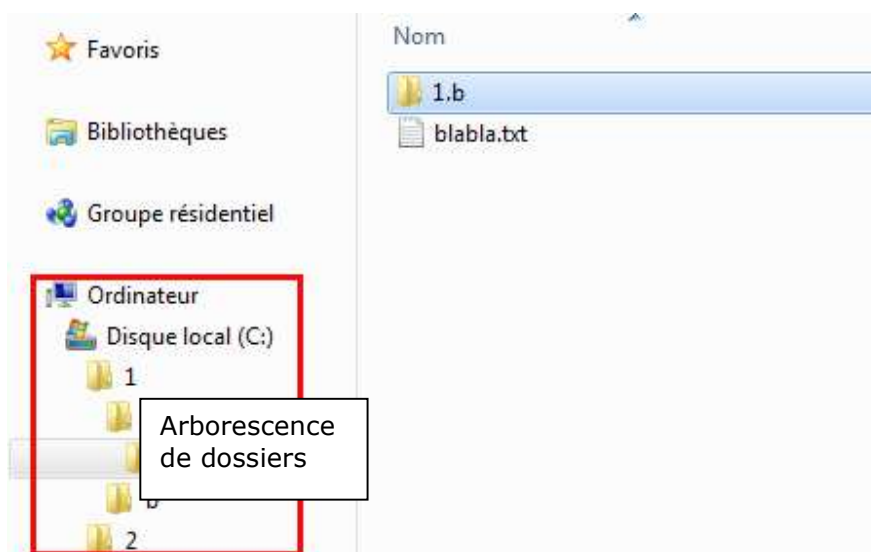 Favoris
Bibliothèques
Groupe résidentiel
Ordinateur
Disque local (C:)
1
b
2
Nom
1.b
blabla.txt
Arborescence
de dossiers